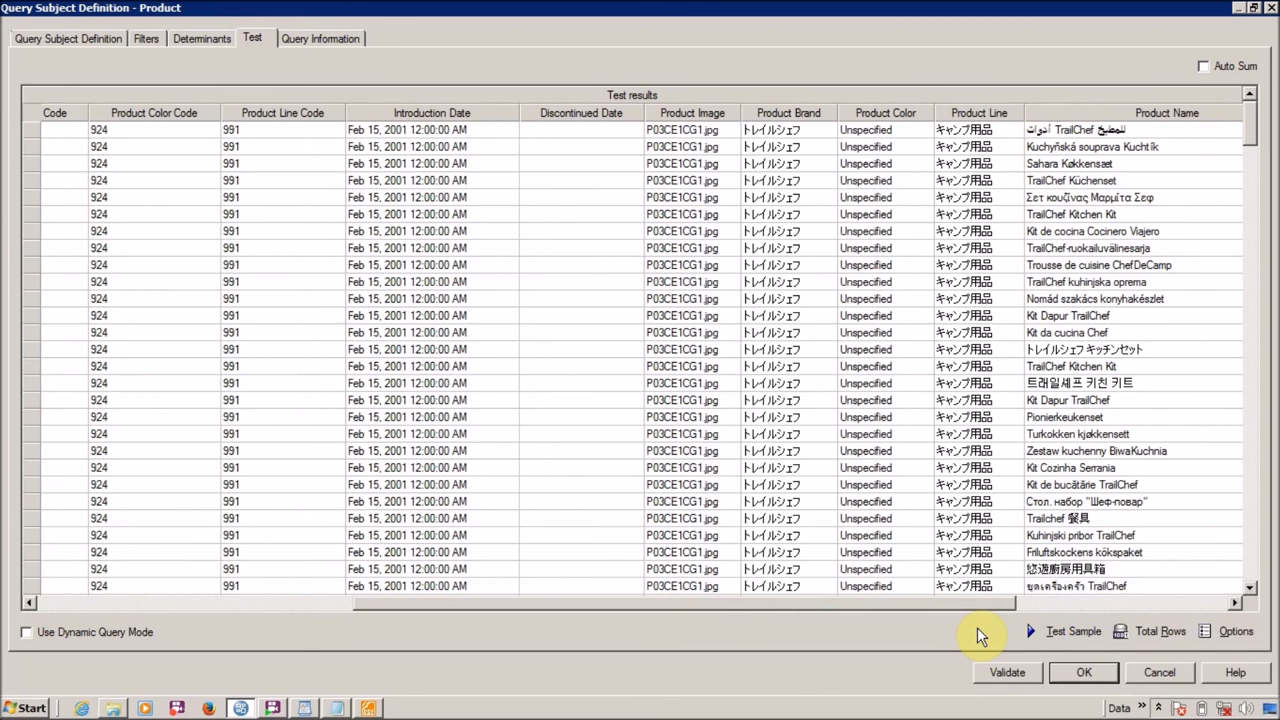 Query Subject Definition - Product
Query Subject Definition Filters Determinants Test Query Information
Auto Sum
Test results
Code Product Color Code Product Line Code Introduction Date Discontinued Date Product Image Product Brand Product Color Product Line Product Name
924 991 Feb 15, 2001 12:00:00 AM P03CE1CG1.jpg トレイルシェフ Unspecified キャンプ用品 أدوات TrailChef للمطبخ
924 991 Feb 15, 2001 12:00:00 AM P03CE1CG1.jpg トレイルシェフ Unspecified キャンプ用品 Kuchyňská souprava Kuchtík
924 991 Feb 15, 2001 12:00:00 AM P03CE1CG1.jpg トレイルシェフ Unspecified キャンプ用品 Sahara Køkkensæt
924 991 Feb 15, 2001 12:00:00 AM P03CE1CG1.jpg トレイルシェフ Unspecified キャンプ用品 TrailChef Küchenset
924 991 Feb 15, 2001 12:00:00 AM P03CE1CG1.jpg トレイルシェフ Unspecified キャンプ用品 Σετ κουζίνας Μαρμίτα Σεφ
924 991 Feb 15, 2001 12:00:00 AM P03CE1CG1.jpg トレイルシェフ Unspecified キャンプ用品 TrailChef Kitchen Kit
924 991 Feb 15, 2001 12:00:00 AM P03CE1CG1.jpg トレイルシェフ Unspecified キャンプ用品 Kit de cocina Cocinero Viajero
924 991 Feb 15, 2001 12:00:00 AM P03CE1CG1.jpg トレイルシェフ Unspecified キャンプ用品 TrailChef-ruokailuvälinesarja
924 991 Feb 15, 2001 12:00:00 AM P03CE1CG1.jpg トレイルシェフ Unspecified キャンプ用品 Trousse de cuisine ChefDeCamp
924 991 Feb 15, 2001 12:00:00 AM P03CE1CG1.jpg トレイルシェフ Unspecified キャンプ用品 TrailChef kuhinjska oprema
924 991 Feb 15, 2001 12:00:00 AM P03CE1CG1.jpg トレイルシェフ Unspecified キャンプ用品 Nomád szakács konyhakészlet
924 991 Feb 15, 2001 12:00:00 AM P03CE1CG1.jpg トレイルシェフ Unspecified キャンプ用品 Kit Dapur TrailChef
924 991 Feb 15, 2001 12:00:00 AM P03CE1CG1.jpg トレイルシェフ Unspecified キャンプ用品 Kit da cucina Chef
924 991 Feb 15, 2001 12:00:00 AM P03CE1CG1.jpg トレイルシェフ Unspecified キャンプ用品 トレイルシェフ キッチンセット
924 991 Feb 15, 2001 12:00:00 AM P03CE1CG1.jpg トレイルシェフ Unspecified キャンプ用品 TrailChef Kitchen Kit
924 991 Feb 15, 2001 12:00:00 AM P03CE1CG1.jpg トレイルシェフ Unspecified キャンプ用品 트래일셰프 키친 키트
924 991 Feb 15, 2001 12:00:00 AM P03CE1CG1.jpg トレイルシェフ Unspecified キャンプ用品 Kit Dapur TrailChef
924 991 Feb 15, 2001 12:00:00 AM P03CE1CG1.jpg トレイルシェフ Unspecified キャンプ用品 Pionierkeukenset
924 991 Feb 15, 2001 12:00:00 AM P03CE1CG1.jpg トレイルシェフ Unspecified キャンプ用品 Turkokken kjøkkensett
924 991 Feb 15, 2001 12:00:00 AM P03CE1CG1.jpg トレイルシェフ Unspecified キャンプ用品 Zestaw kuchenny BiwaKuchnia
924 991 Feb 15, 2001 12:00:00 AM P03CE1CG1.jpg トレイルシェフ Unspecified キャンプ用品 Kit Cozinha Serrania
924 991 Feb 15, 2001 12:00:00 AM P03CE1CG1.jpg トレイルシェフ Unspecified キャンプ用品 Kit de bucătărie TrailChef
924 991 Feb 15, 2001 12:00:00 AM P03CE1CG1.jpg トレイルシェフ Unspecified キャンプ用品 Стол. набор "Шеф-повар"
924 991 Feb 15, 2001 12:00:00 AM P03CE1CG1.jpg トレイルシェフ Unspecified キャンプ用品 Trailchef 餐具
924 991 Feb 15, 2001 12:00:00 AM P03CE1CG1.jpg トレイルシェフ Unspecified キャンプ用品 Kuhinjski pribor TrailChef
924 991 Feb 15, 2001 12:00:00 AM P03CE1CG1.jpg トレイルシェフ Unspecified キャンプ用品 Friluftskockens kökspaket
924 991 Feb 15, 2001 12:00:00 AM P03CE1CG1.jpg トレイルシェフ Unspecified キャンプ用品 悠遊廚房用具箱
924 991 Feb 15, 2001 12:00:00 AM P03CE1CG1.jpg トレイルシェフ Unspecified キャンプ用品 ชุดเครื่องครัว TrailChef
Use Dynamic Query Mode Test Sample Total Rows Options
Validate OK Cancel Help
Start Data